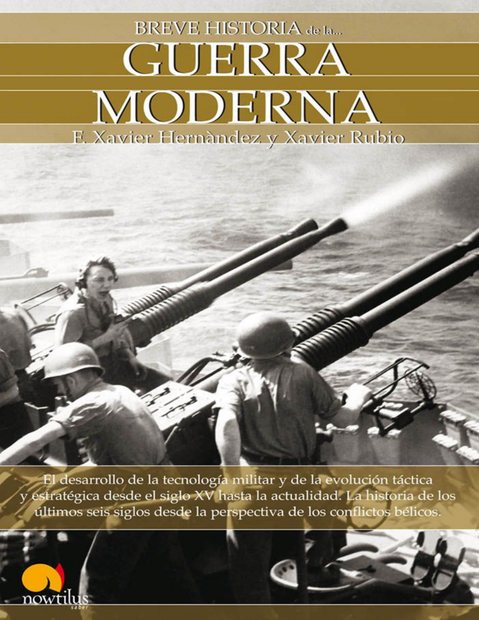 BREVE HISTORIA de la...
GUERRA
MODERNA
F. Xavier Hernàndez y Xavier Rubio
El desarrollo de la tecnología militar y de la evolución táctica
y estratégica desde el siglo XV hasta la actualidad. La historia de los
últimos seis siglos desde la perspectiva de los conflictos bélicos.
nowtilus
saber